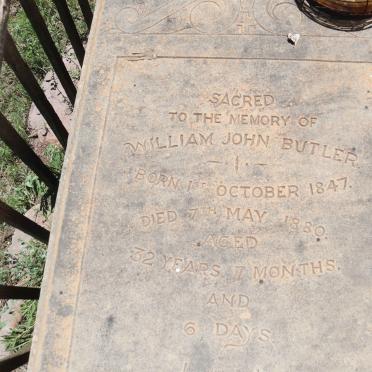 SACRED
TO THE MEMORY OF
WILLIAM JOHN BUTLER
BORN 1ST OCTOBER 1847.
DIED 7TH MAY 1880.
AGED
32 YEARS, 7 MONTHS.
AND
6 DAYS.